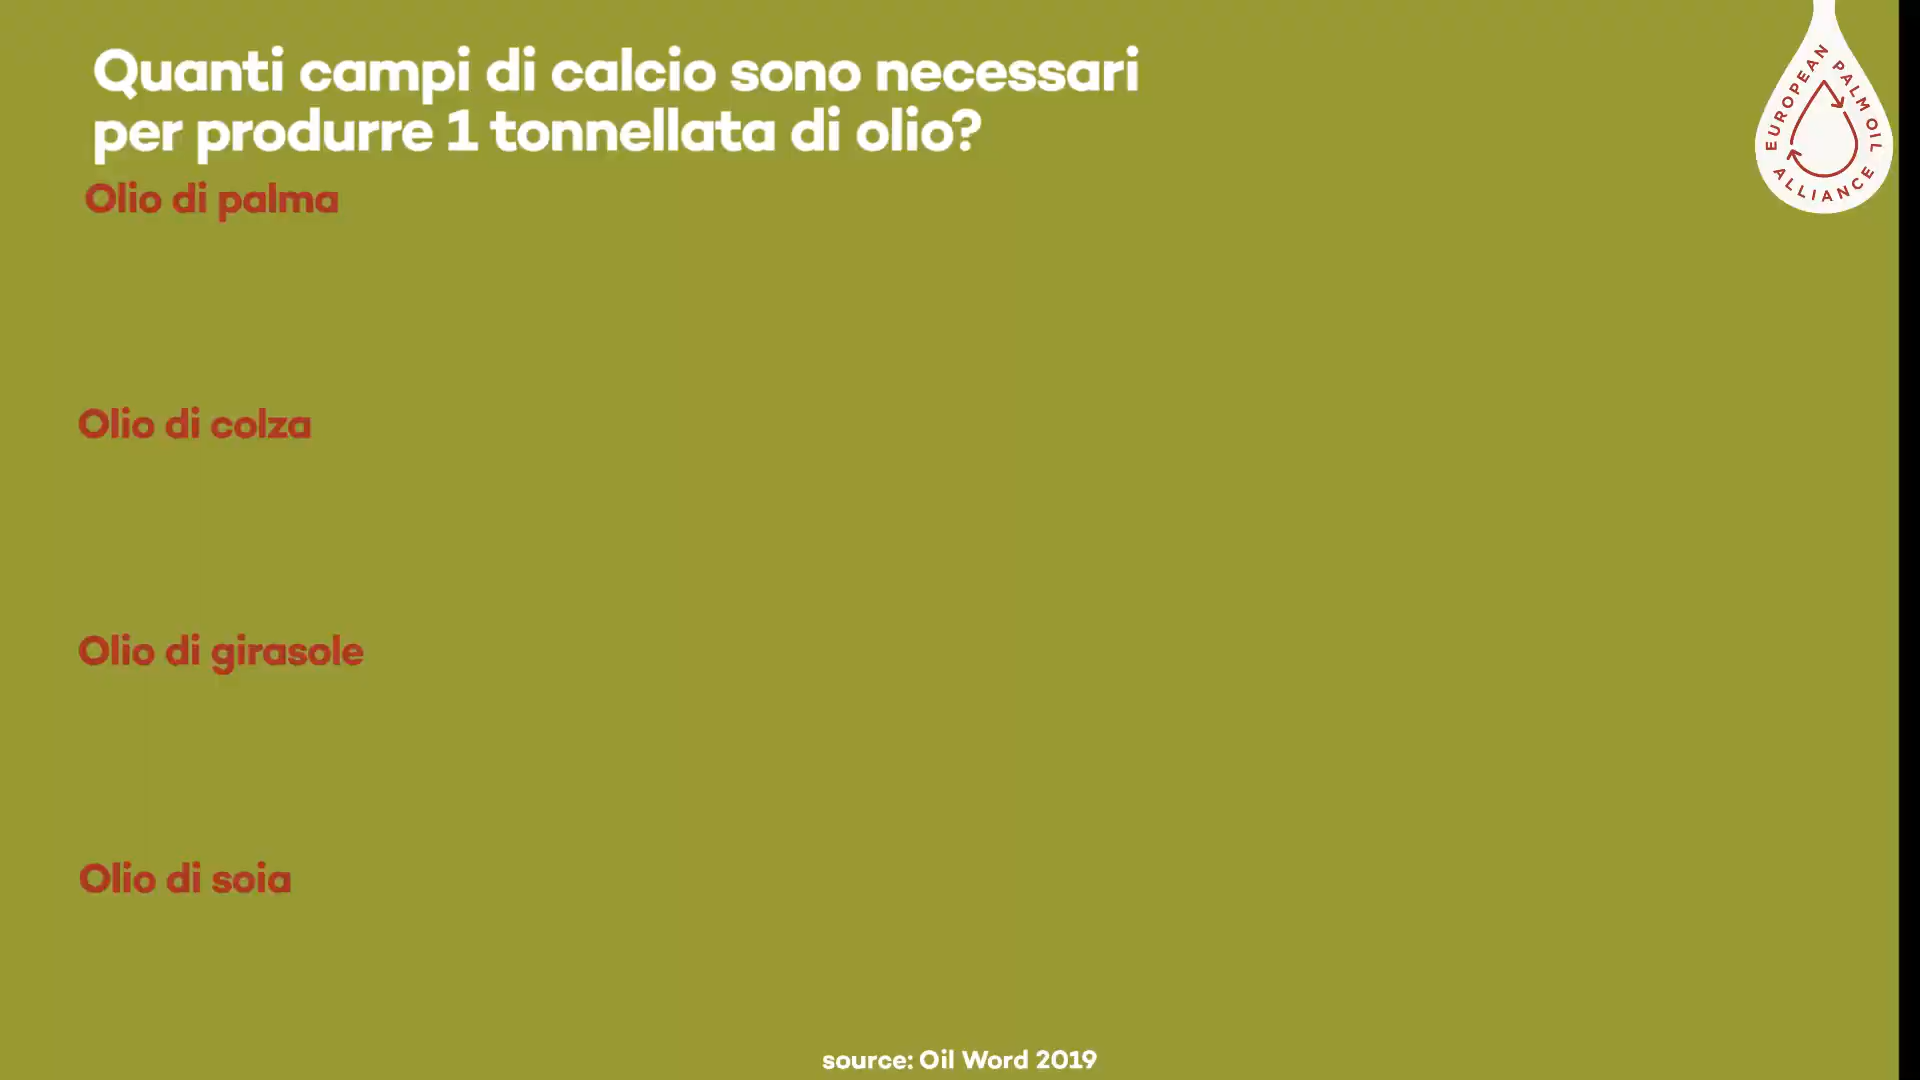 Quanti campi di calcio sono necessari
per produrre 1 tonnellata di olio?
EUROPEAN PALM OIL ALLIANCE
Olio di palma
Olio di colza
Olio di girasole
Olio di soia
source: Oil Word 2019